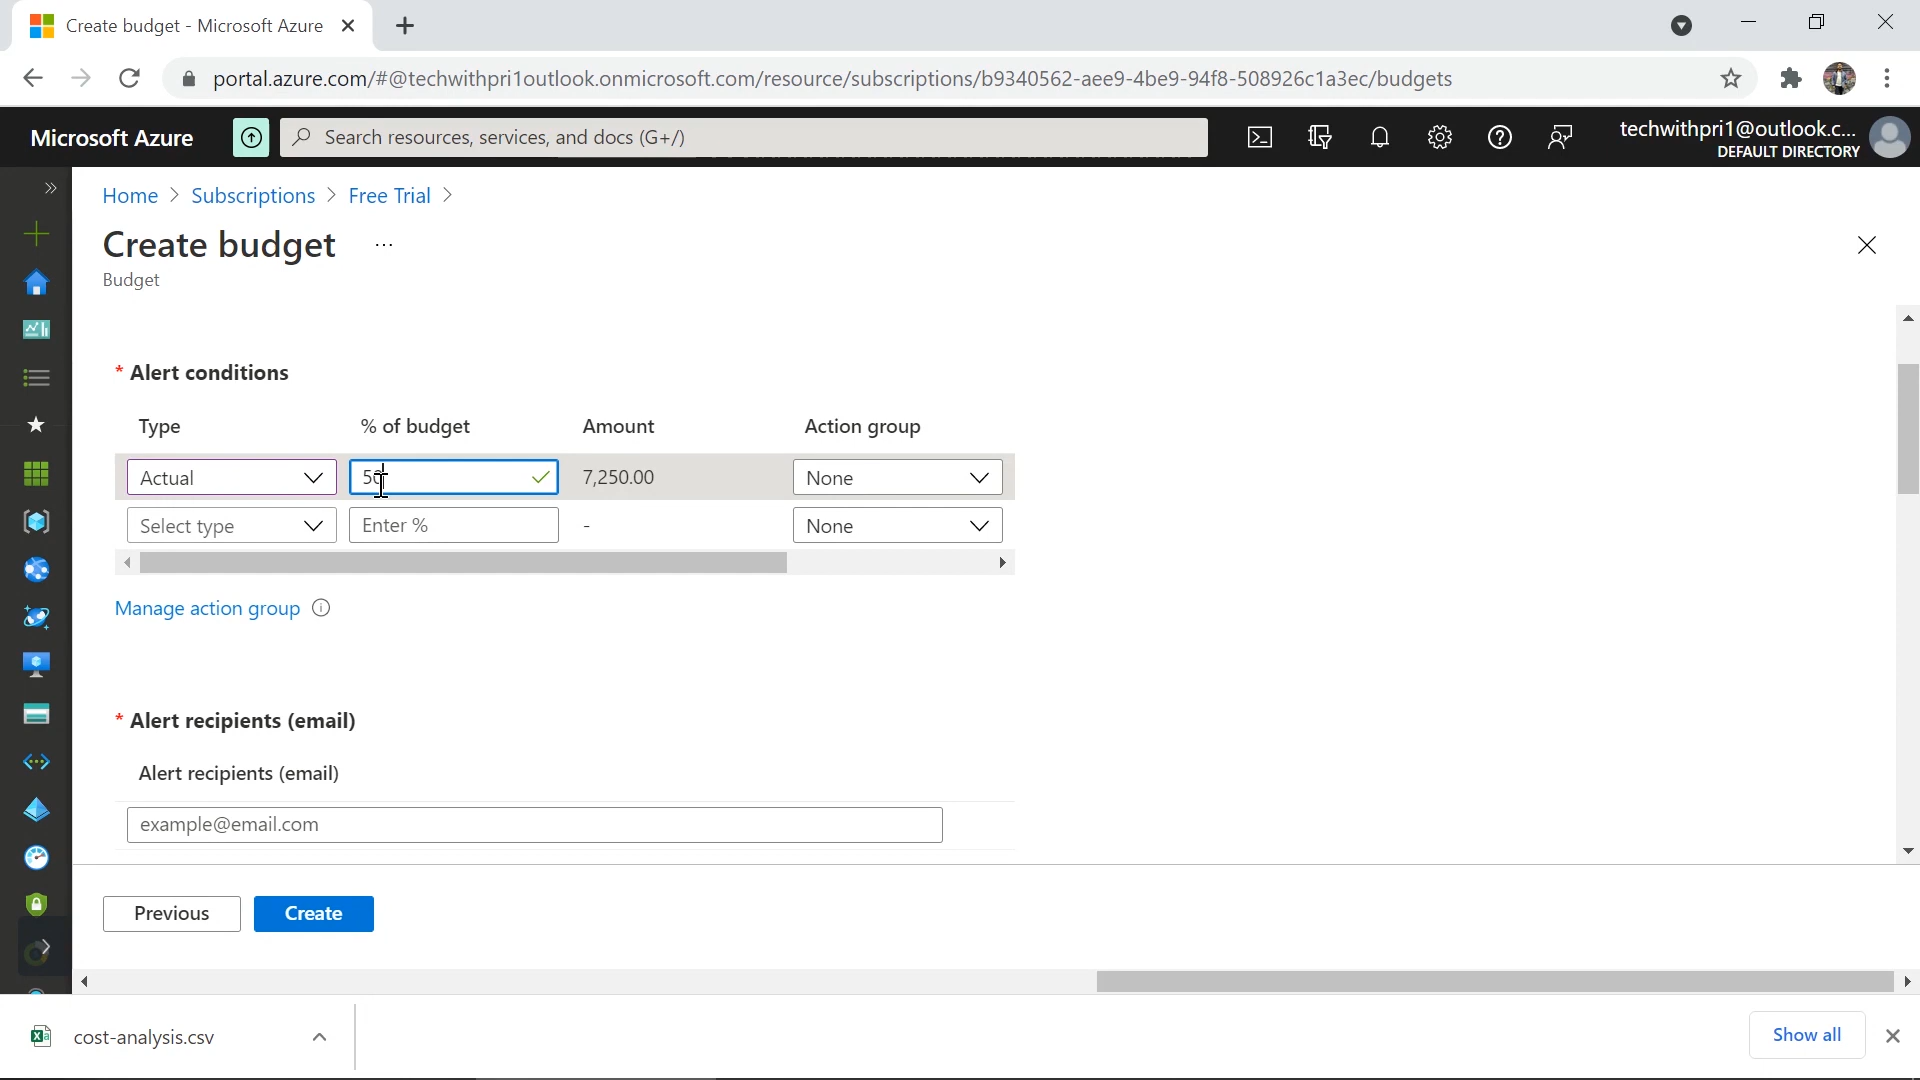 Create budget - Microsoft Azure
portal.azure.com/#@techwithpri1outlook.onmicrosoft.com/resource/subscriptions/b9340562-aee9-4be9-94f8-508926c1a3ec/budgets
Microsoft Azure
Search resources, services, and docs (G+/)
techwithpri1@outlook.c...
DEFAULT DIRECTORY
Home > Subscriptions > Free Trial >
Create budget ...
Budget
* Alert conditions
Type % of budget Amount Action group
Actual 50 7,250.00 None
Select type Enter % - None
Manage action group
* Alert recipients (email)
Alert recipients (email)
example@email.com
Previous Create
cost-analysis.csv
Show all